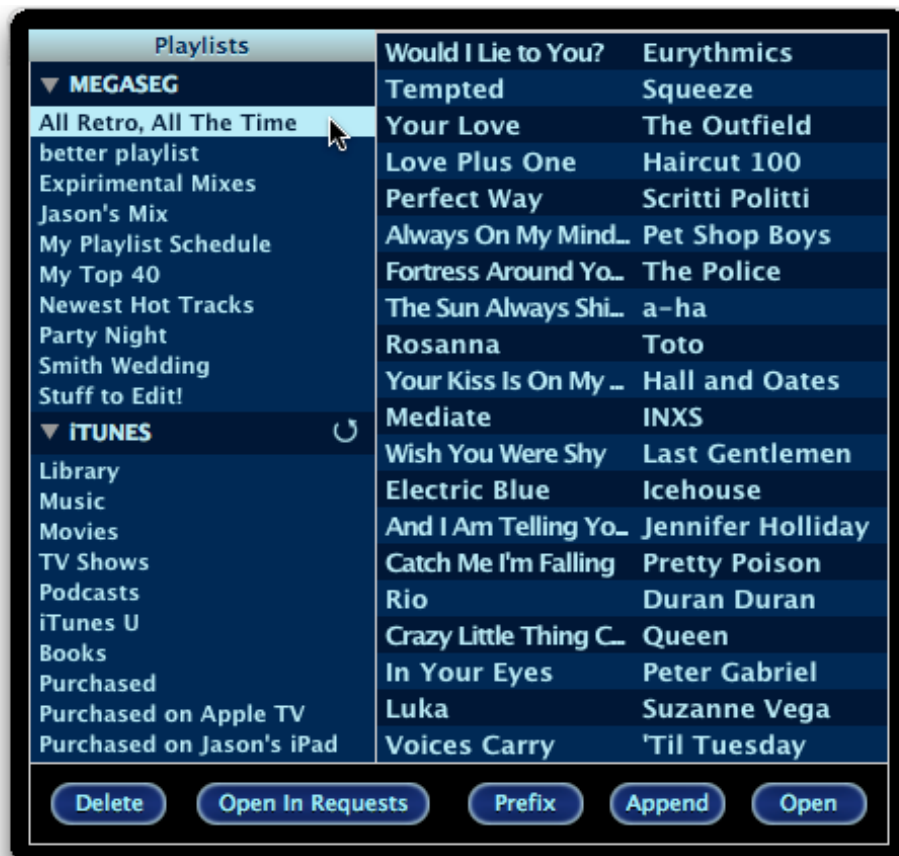 Playlists
MEGASEG
All Retro, All The Time
better playlist
Expirimental Mixes
Jason's Mix
My Playlist Schedule
My Top 40
Newest Hot Tracks
Party Night
Smith Wedding
Stuff to Edit!
iTUNES
Library
Music
Movies
TV Shows
Podcasts
iTunes U
Books
Purchased
Purchased on Apple TV
Purchased on Jason's iPad
Would I Lie to You? Eurythmics
Tempted Squeeze
Your Love The Outfield
Love Plus One Haircut 100
Perfect Way Scritti Politti
Always On My Mind... Pet Shop Boys
Fortress Around Yo... The Police
The Sun Always Shi... a-ha
Rosanna Toto
Your Kiss Is On My ... Hall and Oates
Mediate INXS
Wish You Were Shy Last Gentlemen
Electric Blue Icehouse
And I Am Telling Yo... Jennifer Holliday
Catch Me I'm Falling Pretty Poison
Rio Duran Duran
Crazy Little Thing C... Queen
In Your Eyes Peter Gabriel
Luka Suzanne Vega
Voices Carry 'Til Tuesday
Delete Open In Requests Prefix Append Open